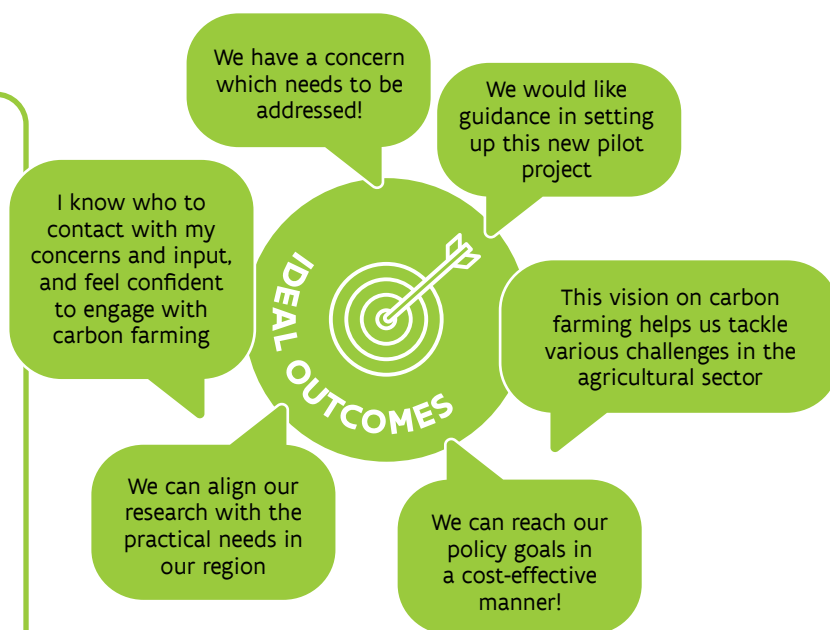 We have a concern
which needs to be
addressed!
We would like
guidance in setting
up this new pilot
project
I know who to
contact with my
concerns and input,
and feel confident
to engage with
carbon farming
IDEAL OUTCOMES
This vision on carbon
farming helps us tackle
various challenges in the
agricultural sector
We can align our
research with the
practical needs in
our region
We can reach our
policy goals in
a cost-effective
manner!